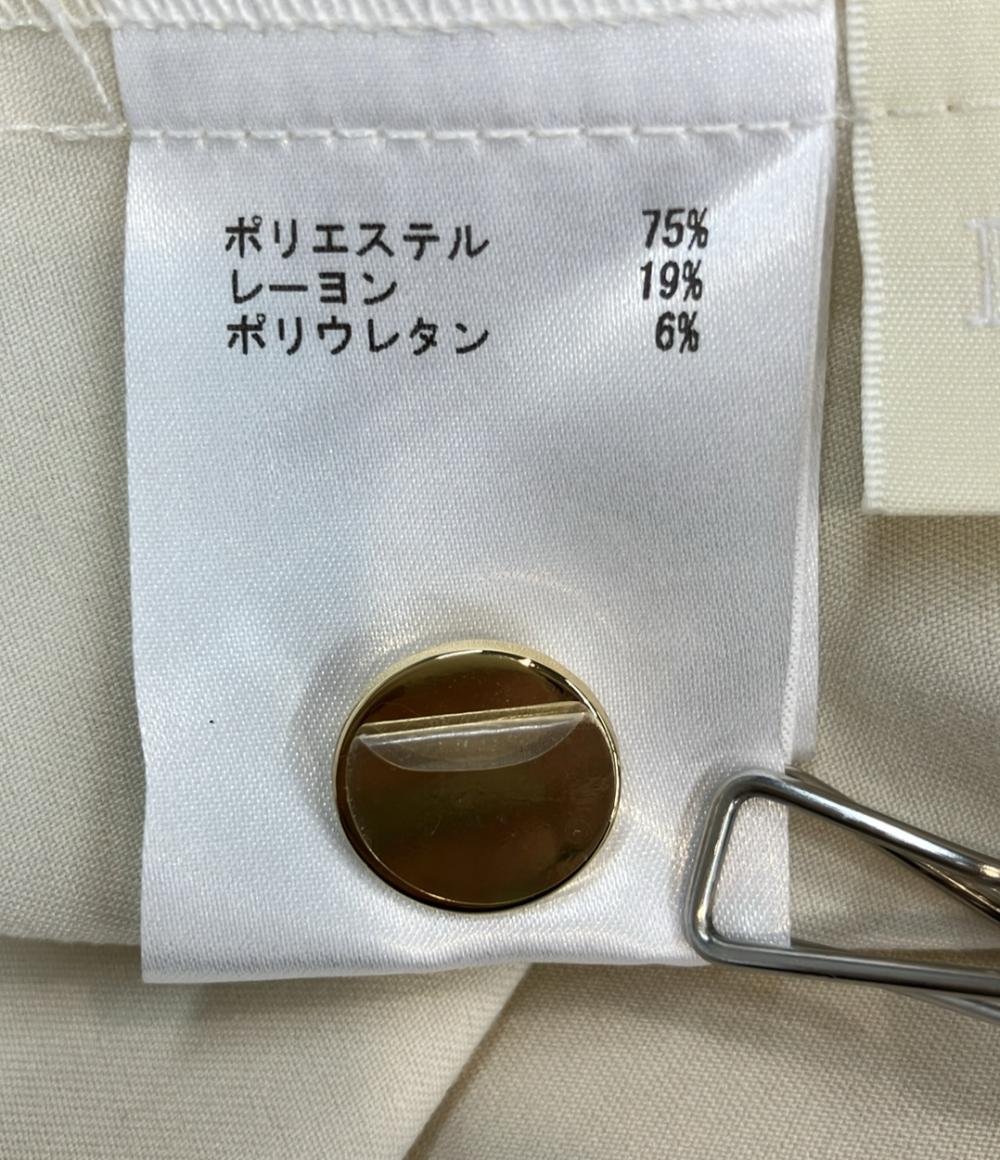 ポリエステル 75%
レーヨン 19%
ポリウレタン 6%